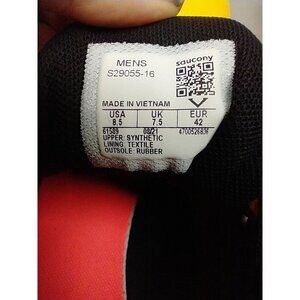 MENS
S29055-16
saucony
MADE IN VIETNAM
USA UK EUR
8.5 7.5 42
61589 08/21
UPPER: SYNTHETIC
LINING: TEXTILE
OUTSOLE: RUBBER